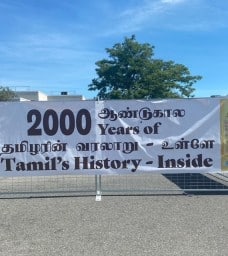 2000 ஆண்டுகால
Years of
தமிழரின் வரலாறு - உள்ளே
Tamil's History - Inside